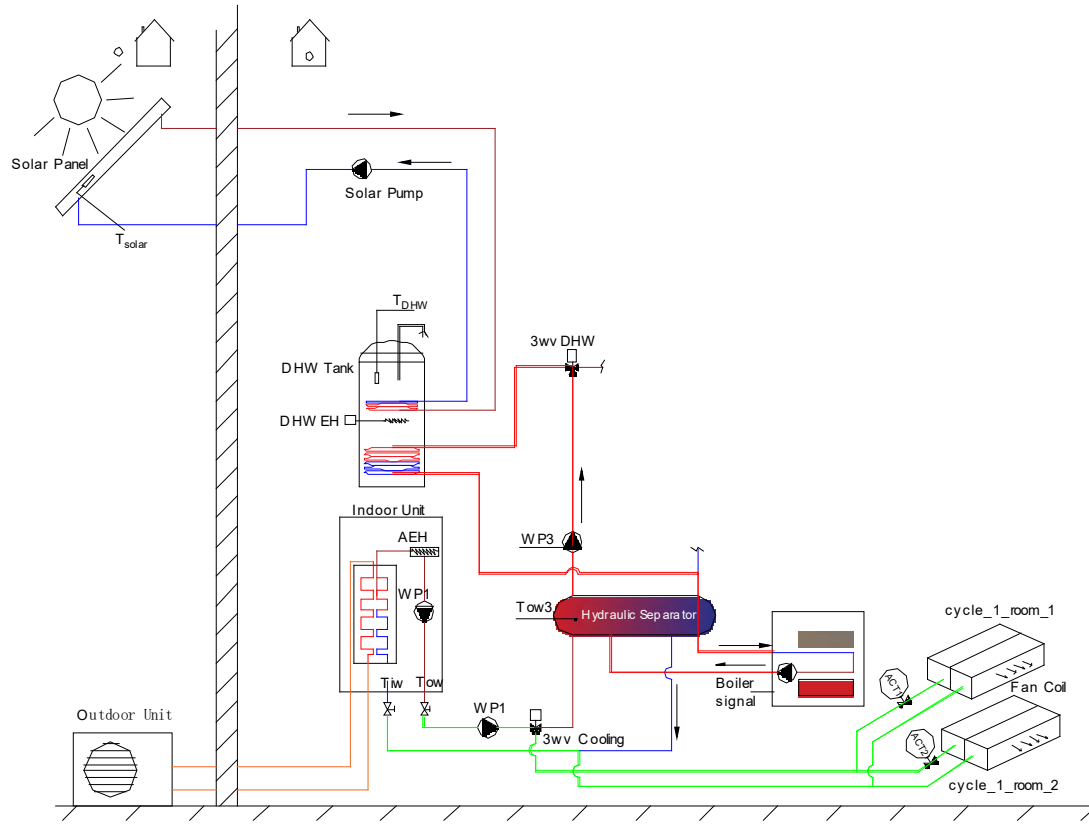 Solar Panel
Solar Pump
Tsolar
TDHW
3wv DHW
DHW Tank
DHW EH
Indoor Unit
AEH
WP3
WP1
Tow3
Hydraulic Separator
cycle_1_room_1
ACT1
Fan Coil
Tiw
Tow
Boiler
signal
WP1
Outdoor Unit
3wv Cooling
ACT2
cycle_1_room_2